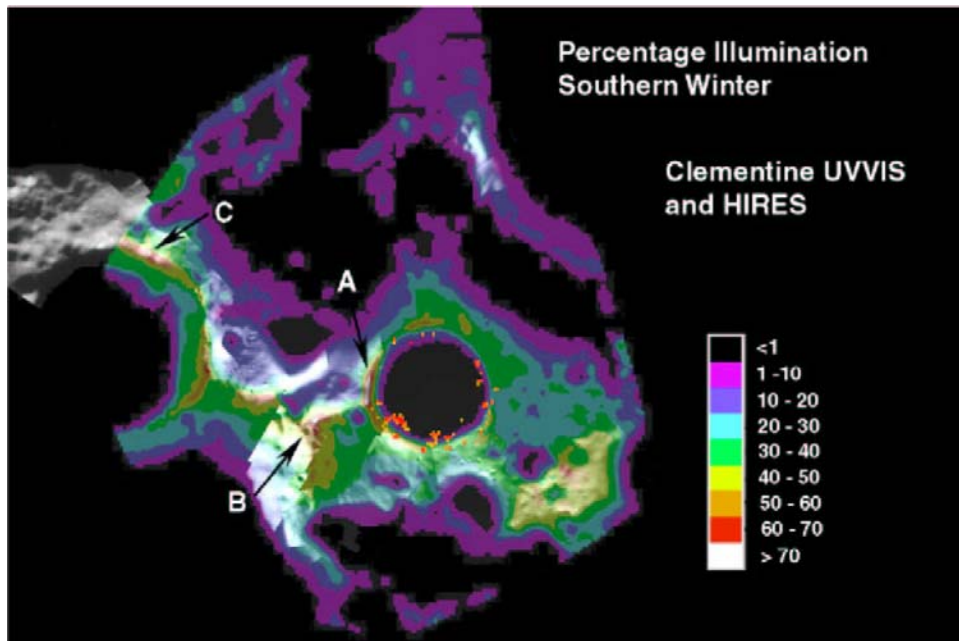 Percentage Illumination
Southern Winter
Clementine UVVIS
and HIRES
C
A
B
<1
1 -10
10 - 20
20 - 30
30 - 40
40 - 50
50 - 60
60 - 70
> 70